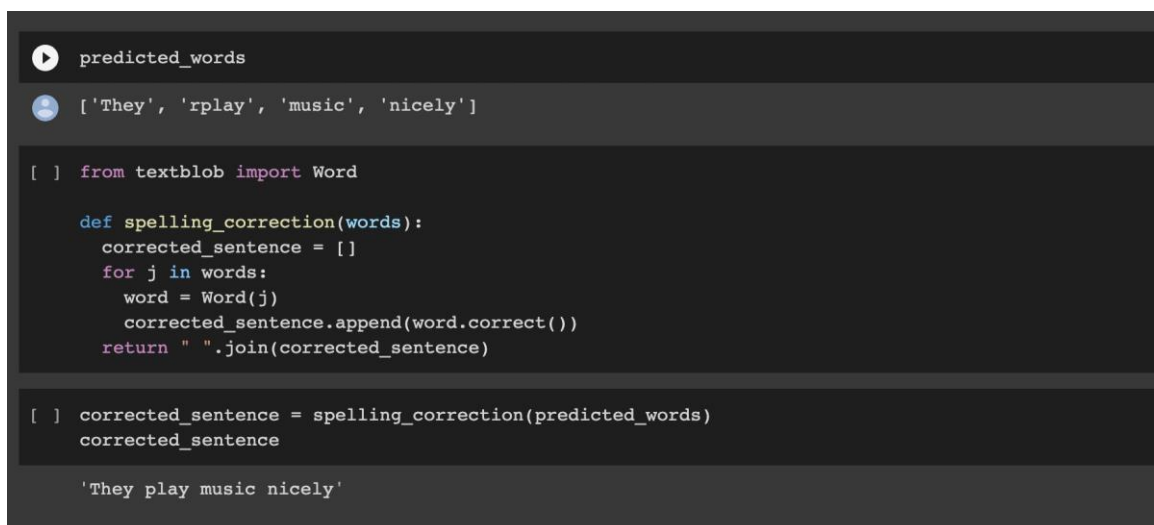 predicted_words
['They', 'rplay', 'music', 'nicely']
[ ] from textblob import Word
def spelling_correction(words):
  corrected_sentence = []
  for j in words:
    word = Word(j)
    corrected_sentence.append(word.correct())
  return " ".join(corrected_sentence)
[ ] corrected_sentence = spelling_correction(predicted_words)
corrected_sentence
'They play music nicely'